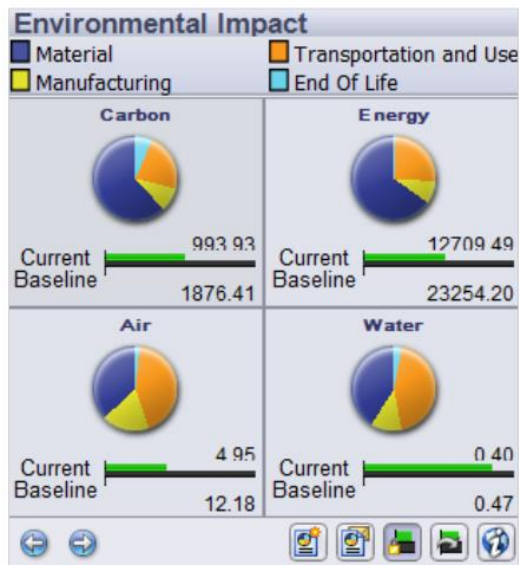 Environmental Impact
Material
Transportation and Use
Manufacturing
End Of Life
Carbon
Energy
Current
993.93
Baseline
1876.41
Current
12709.49
Baseline
23254.20
Air
Water
Current
4.95
Baseline
12.18
Current
0.40
Baseline
0.47